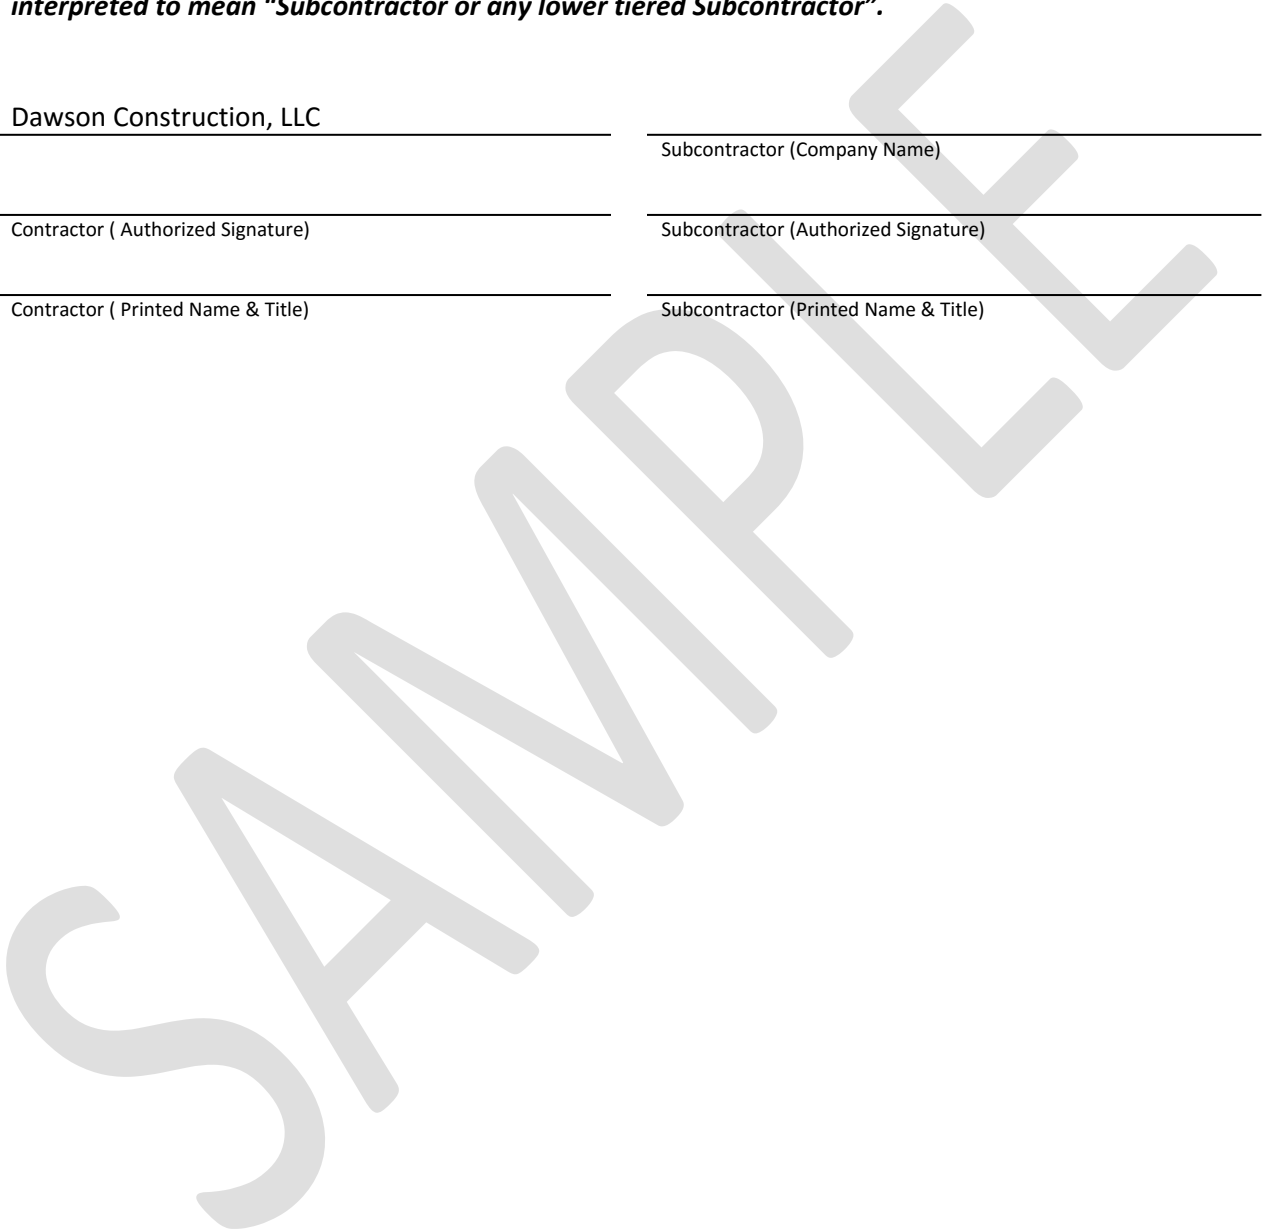 interpreted to mean “Subcontractor or any lower tiered Subcontractor”.
Dawson Construction, LLC
Subcontractor (Company Name)
Contractor ( Authorized Signature)
Subcontractor (Authorized Signature)
Contractor ( Printed Name & Title)
Subcontractor (Printed Name & Title)
SAMPLE